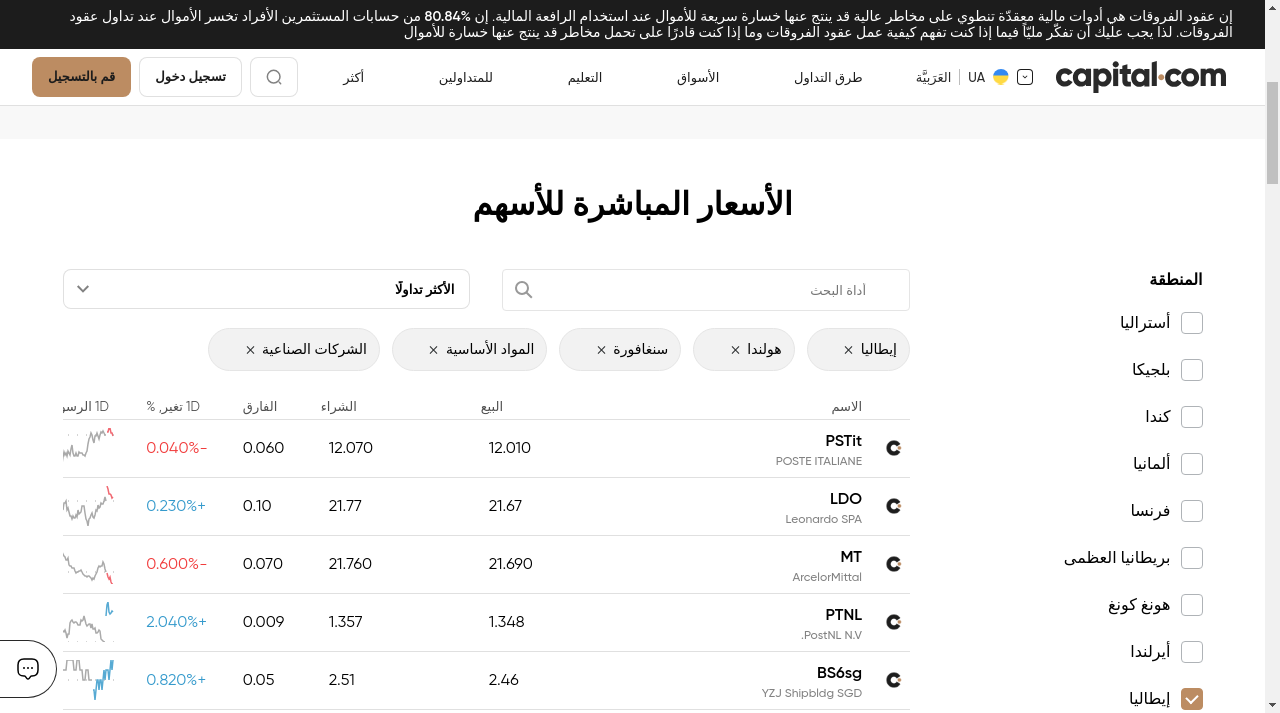 إن عقود الفروقات هي أدوات مالية معقدّة تنطوي على مخاطر عالية قد ينتج عنها خسارة سريعة للأموال عند استخدام الرافعة المالية. إن 80.84% من حسابات المستثمرين الأفراد تخسر الأموال عند تداول عقود
الفروقات. لذا يجب عليك أن تفكّر مليّاً فيما إذا كنت تفهم كيفية عمل عقود الفروقات وما إذا كنت قادرًا على تحمل مخاطر قد ينتج عنها خسارة للأموال
capital.com
UA العَرَبيَّة
طرق التداول
الأسواق
التعليم
للمتداولين
أكثر
تسجيل دخول
قم بالتسجيل
الأسعار المباشرة للأسهم
المنطقة
أستراليا
بلجيكا
كندا
ألمانيا
فرنسا
بريطانيا العظمى
هونغ كونغ
أيرلندا
إيطاليا
أداة البحث
الأكثر تداولًا
إيطاليا
هولندا
سنغافورة
المواد الأساسية
الشركات الصناعية
الاسم البيع الشراء الفارق 1D تغير, % 1D الرسو
PSTit 12.010 12.070 0.060 -0.040%
POSTE ITALIANE
LDO 21.67 21.77 0.10 +0.230%
Leonardo SPA
MT 21.690 21.760 0.070 -0.600%
ArcelorMittal
PTNL 1.348 1.357 0.009 +2.040%
PostNL N.V.
BS6sg 2.46 2.51 0.05 +0.820%
YZJ Shipbldg SGD